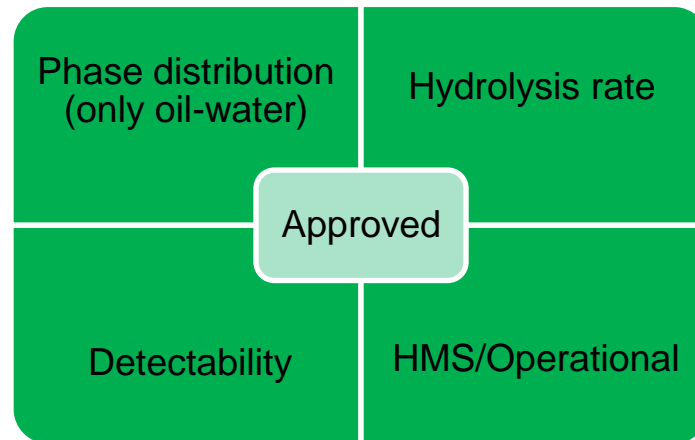 Phase distribution
(only oil-water)
Hydrolysis rate
Approved
Detectability
HMS/Operational